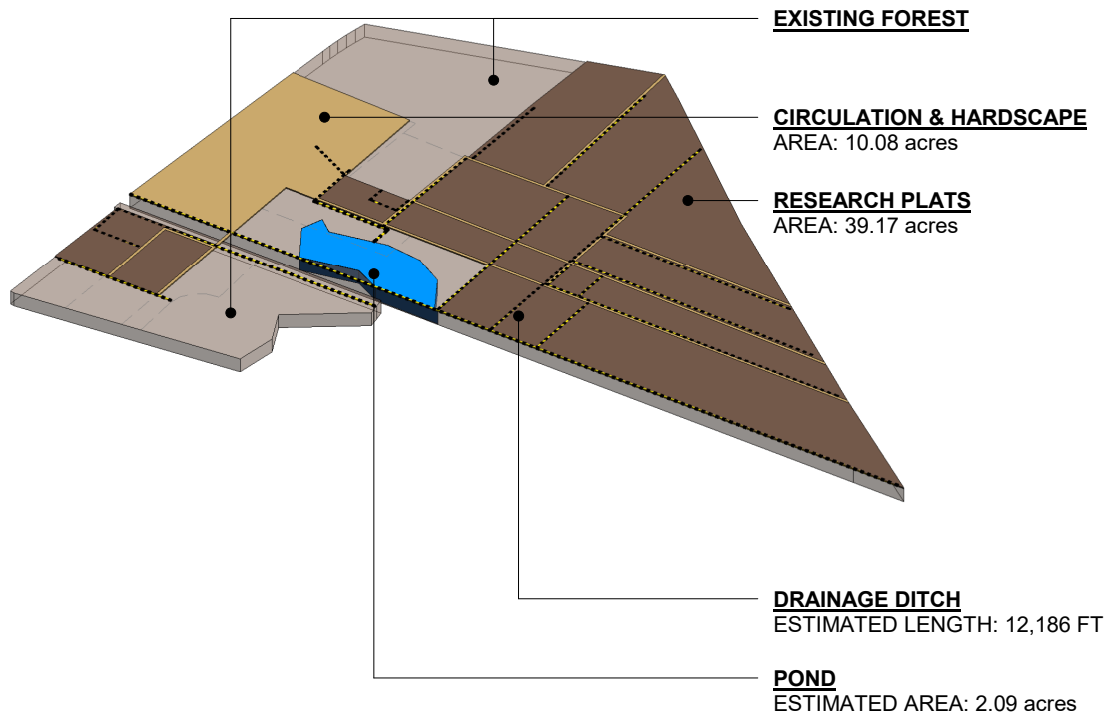 EXISTING FOREST
CIRCULATION & HARDSCAPE
AREA: 10.08 acres
RESEARCH PLATS
AREA: 39.17 acres
DRAINAGE DITCH
ESTIMATED LENGTH: 12,186 FT
POND
ESTIMATED AREA: 2.09 acres